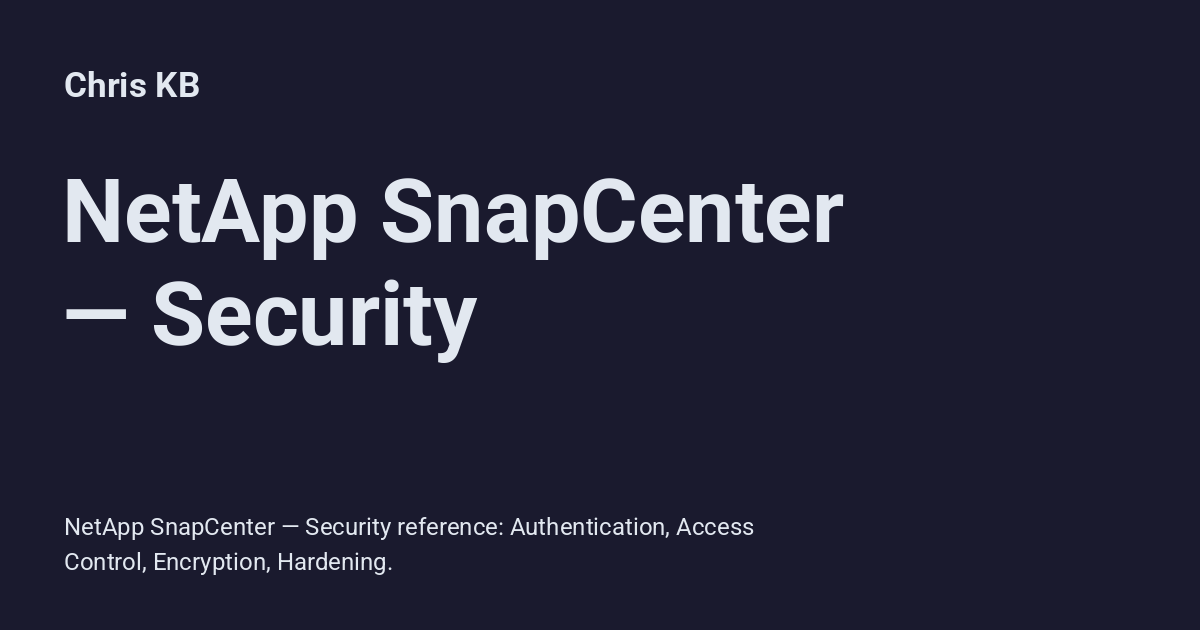 Chris KB
NetApp SnapCenter
— Security
NetApp SnapCenter — Security reference: Authentication, Access
Control, Encryption, Hardening.